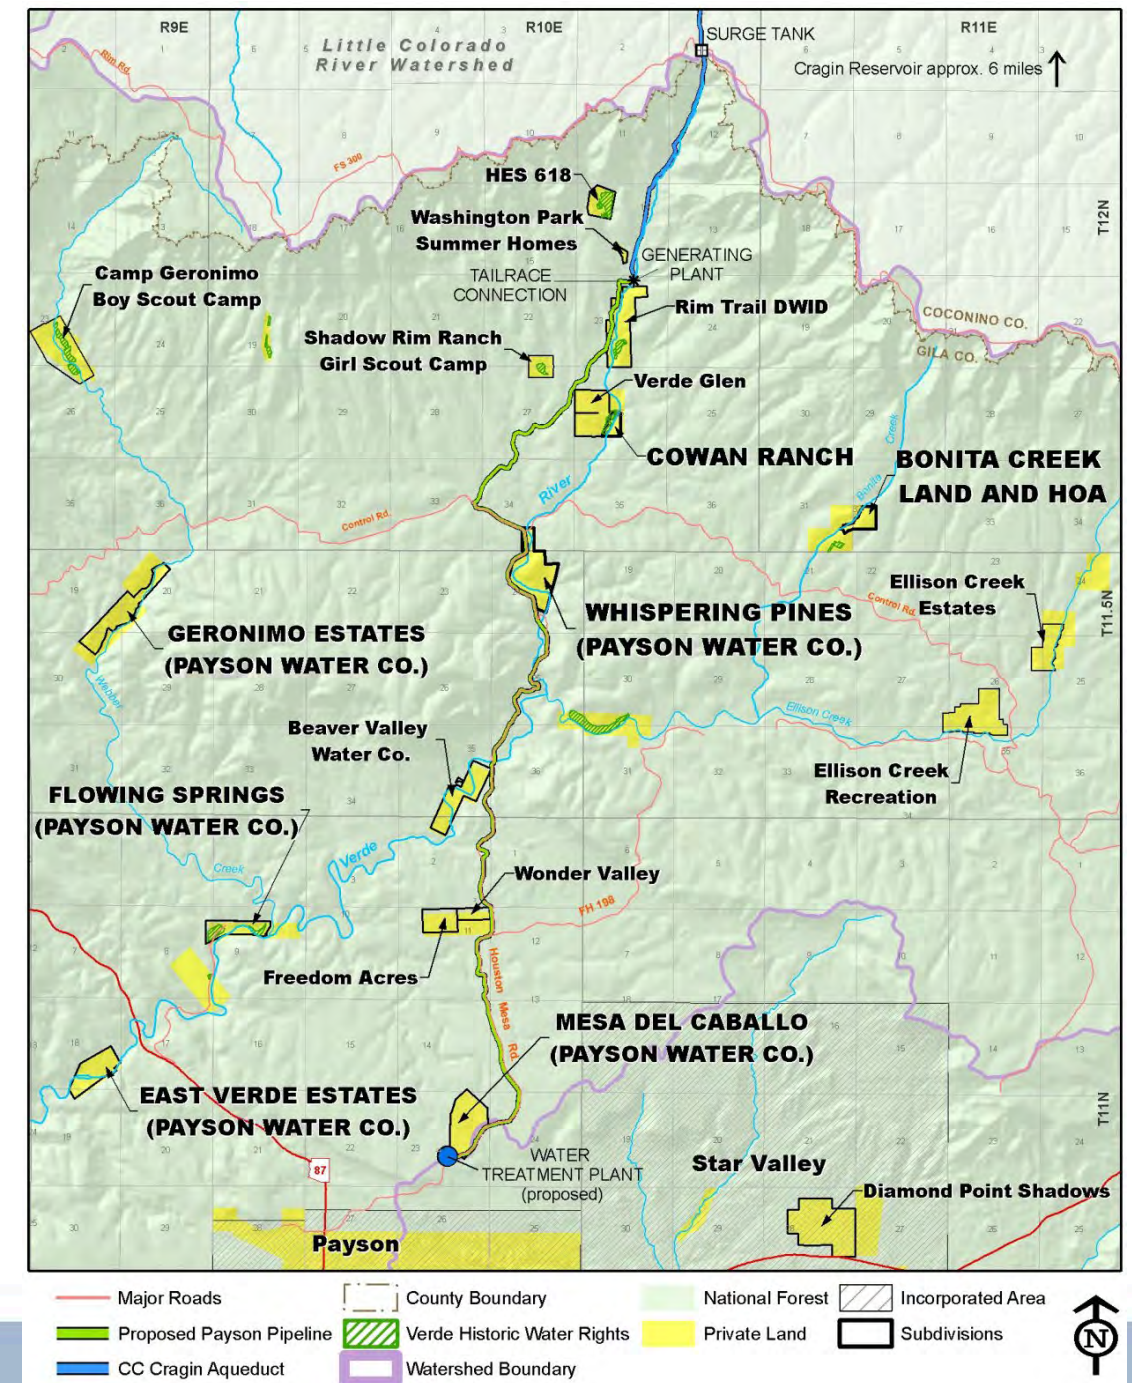 R9E
R10E
R11E
Little Colorado
River Watershed
SURGE TANK
Cragin Reservoir approx. 6 miles
Rim Rd.
FS 300
T12N
HES 618
Washington Park
Summer Homes
GENERATING
PLANT
TAILRACE
CONNECTION
Camp Geronimo
Boy Scout Camp
Rim Trail DWID
COCONINO CO.
GILA CO.
Shadow Rim Ranch
Girl Scout Camp
Verde Glen
COWAN RANCH
Creek
Bonita
BONITA CREEK
LAND AND HOA
River
Control Rd.
Ellison Creek
Estates
Control Rd.
T11.5N
WHISPERING PINES
(PAYSON WATER CO.)
GERONIMO ESTATES
(PAYSON WATER CO.)
Webber
Ellison Creek
Beaver Valley
Water Co.
Ellison Creek
Recreation
FLOWING SPRINGS
(PAYSON WATER CO.)
Verde
Creek
Wonder Valley
FH 198
Freedom Acres
Houston Mesa Rd.
MESA DEL CABALLO
(PAYSON WATER CO.)
EAST VERDE ESTATES
(PAYSON WATER CO.)
T11N
WATER
TREATMENT PLANT
(proposed)
87
Star Valley
Diamond Point Shadows
Payson
Major Roads
County Boundary
National Forest
Incorporated Area
Proposed Payson Pipeline
Verde Historic Water Rights
Private Land
Subdivisions
CC Cragin Aqueduct
Watershed Boundary
N